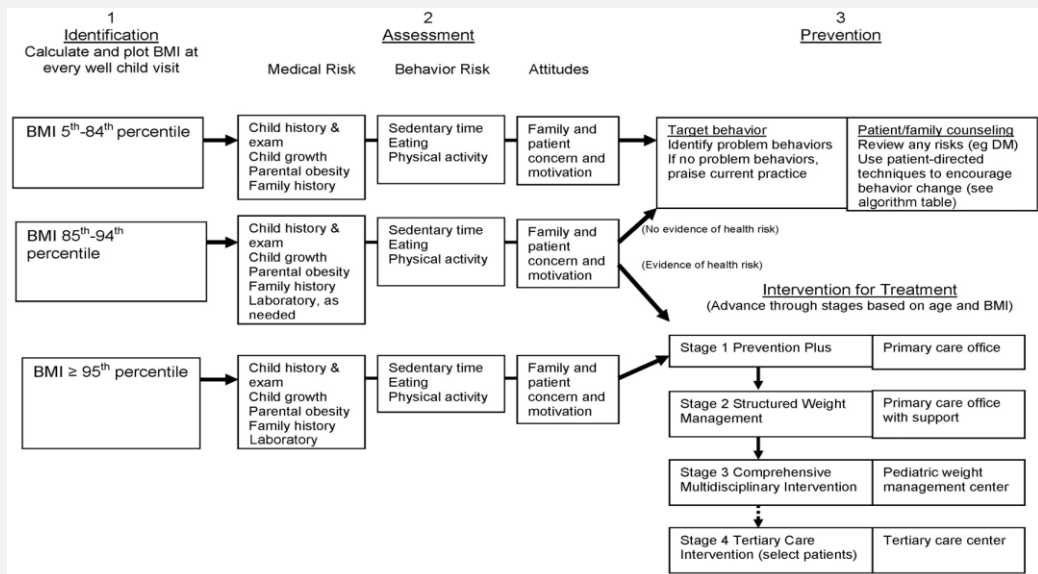 1
Identification
Calculate and plot BMI at
every well child visit
2
Assessment
Medical Risk
Behavior Risk
Attitudes
3
Prevention
BMI 5th-84th percentile
Child history &
exam
Child growth
Parental obesity
Family history
Sedentary time
Eating
Physical activity
Family and
patient
concern and
motivation
Target behavior
Identify problem behaviors
If no problem behaviors,
praise current practice
Patient/family counseling
Review any risks (eg DM)
Use patient-directed
techniques to encourage
behavior change (see
algorithm table)
BMI 85th-94th
percentile
Child history &
exam
Child growth
Parental obesity
Family history
Laboratory, as
needed
Sedentary time
Eating
Physical activity
Family and
patient
concern and
motivation
(No evidence of health risk)
(Evidence of health risk)
Intervention for Treatment
(Advance through stages based on age and BMI)
BMI ≥ 95th percentile
Child history &
exam
Child growth
Parental obesity
Family history
Laboratory
Sedentary time
Eating
Physical activity
Family and
patient
concern and
motivation
Stage 1 Prevention Plus
Primary care office
Stage 2 Structured Weight
Management
Primary care office
with support
Stage 3 Comprehensive
Multidisciplinary Intervention
Pediatric weight
management center
Stage 4 Tertiary Care
Intervention (select patients)
Tertiary care center